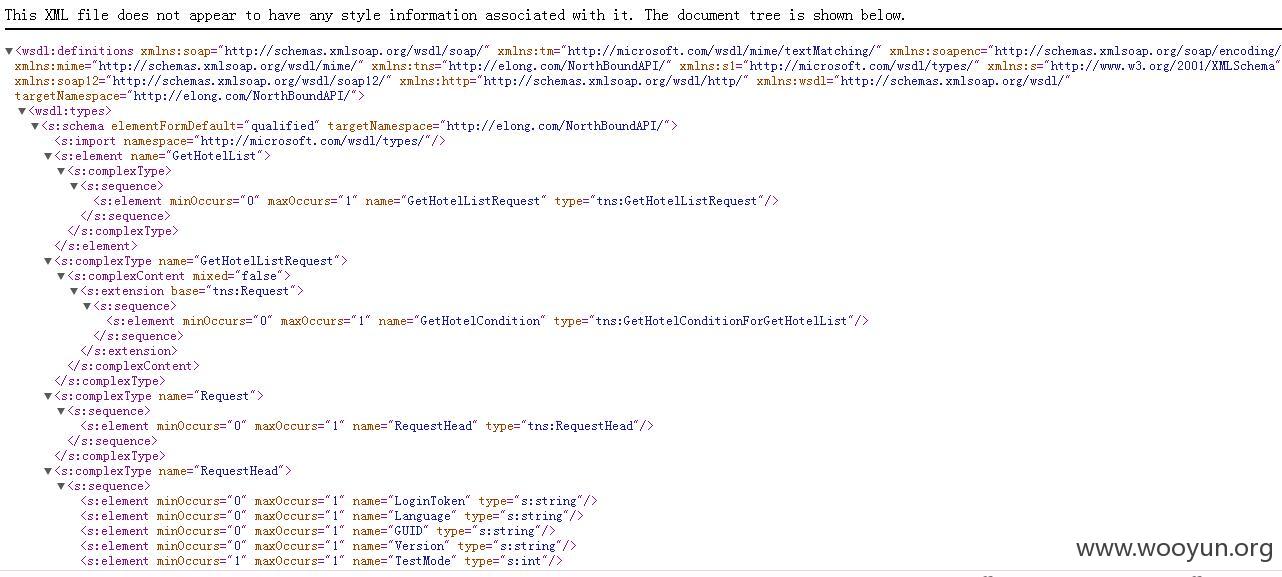 This XML file does not appear to have any style information associated with it. The document tree is shown below.
▼<wsdl:definitions xmlns:soap="http://schemas.xmlsoap.org/wsdl/soap/" xmlns:tm="http://microsoft.com/wsdl/mime/textMatching/" xmlns:soapenc="http://schemas.xmlsoap.org/soap/encoding/
xmlns:mime="http://schemas.xmlsoap.org/wsdl/mime/" xmlns:tns="http://elong.com/NorthBoundAPI/" xmlns:s1="http://microsoft.com/wsdl/types/" xmlns:s="http://www.w3.org/2001/XMLSchema"
xmlns:soap12="http://schemas.xmlsoap.org/wsdl/soap12/" xmlns:http="http://schemas.xmlsoap.org/wsdl/http/" xmlns:wsdl="http://schemas.xmlsoap.org/wsdl/"
targetNamespace="http://elong.com/NorthBoundAPI/">
▼<wsdl:types>
▼<s:schema elementFormDefault="qualified" targetNamespace="http://elong.com/NorthBoundAPI/">
<s:import namespace="http://microsoft.com/wsdl/types/"/>
▼<s:element name="GetHotelList">
▼<s:complexType>
▼<s:sequence>
<s:element minOccurs="0" maxOccurs="1" name="GetHotelListRequest" type="tns:GetHotelListRequest"/>
</s:sequence>
</s:complexType>
</s:element>
▼<s:complexType name="GetHotelListRequest">
▼<s:complexContent mixed="false">
▼<s:extension base="tns:Request">
▼<s:sequence>
<s:element minOccurs="0" maxOccurs="1" name="GetHotelCondition" type="tns:GetHotelConditionForGetHotelList"/>
</s:sequence>
</s:extension>
</s:complexContent>
</s:complexType>
▼<s:complexType name="Request">
▼<s:sequence>
<s:element minOccurs="0" maxOccurs="1" name="RequestHead" type="tns:RequestHead"/>
</s:sequence>
</s:complexType>
▼<s:complexType name="RequestHead">
▼<s:sequence>
<s:element minOccurs="0" maxOccurs="1" name="LoginToken" type="s:string"/>
<s:element minOccurs="0" maxOccurs="1" name="Language" type="s:string"/>
<s:element minOccurs="0" maxOccurs="1" name="GUID" type="s:string"/>
<s:element minOccurs="0" maxOccurs="1" name="Version" type="s:string"/>
<s:element minOccurs="1" maxOccurs="1" name="TestMode" type="s:int"/>
www.wooyun.org